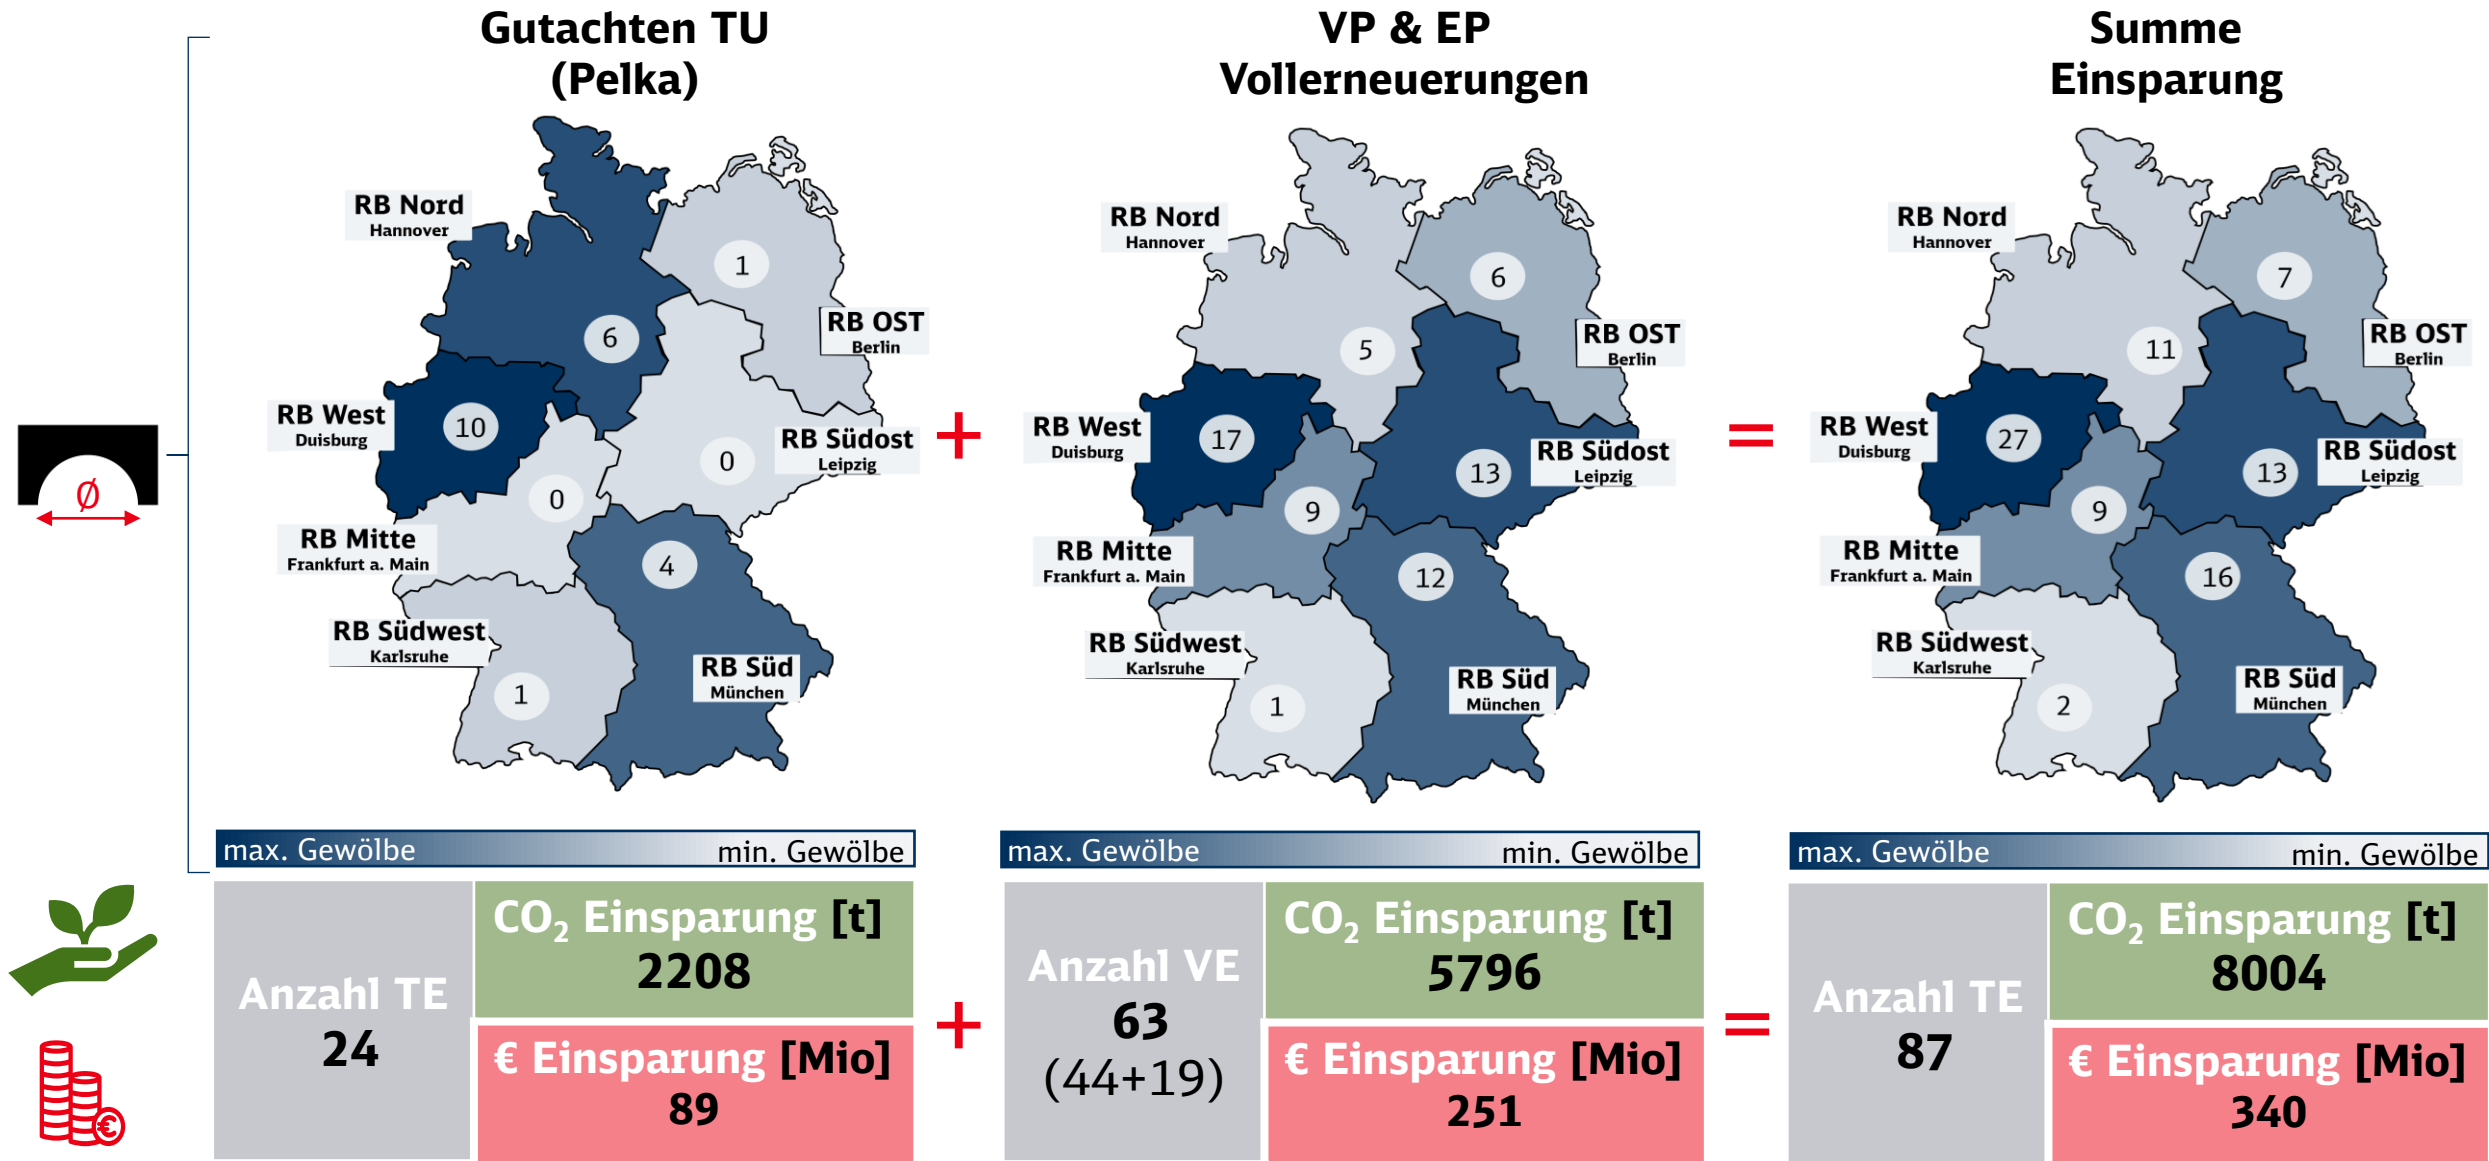 Gutachten TU
(Pelka)
RB Nord
Hannover
1
RB OST
Berlin
6
RB West
Duisburg
10
RB Südost
Leipzig
0
0
RB Mitte
Frankfurt a. Main
4
RB Südwest
Karlsruhe
RB Süd
München
1
max. Gewölbe
min. Gewölbe
+
VP & EP
Vollerneuerungen
RB Nord
Hannover
6
RB OST
Berlin
5
RB West
Duisburg
17
RB Südost
Leipzig
13
9
RB Mitte
Frankfurt a. Main
12
RB Südwest
Karlsruhe
RB Süd
München
1
max. Gewölbe
min. Gewölbe
=
Summe
Einsparung
RB Nord
Hannover
7
RB OST
Berlin
11
RB West
Duisburg
27
RB Südost
Leipzig
13
9
RB Mitte
Frankfurt a. Main
16
RB Südwest
Karlsruhe
RB Süd
München
2
max. Gewölbe
min. Gewölbe
Ø
Anzahl TE
24
CO₂ Einsparung [t]
2208
€ Einsparung [Mio]
89
+
Anzahl VE
63
(44+19)
CO₂ Einsparung [t]
5796
€ Einsparung [Mio]
251
=
Anzahl TE
87
CO₂ Einsparung [t]
8004
€ Einsparung [Mio]
340
€